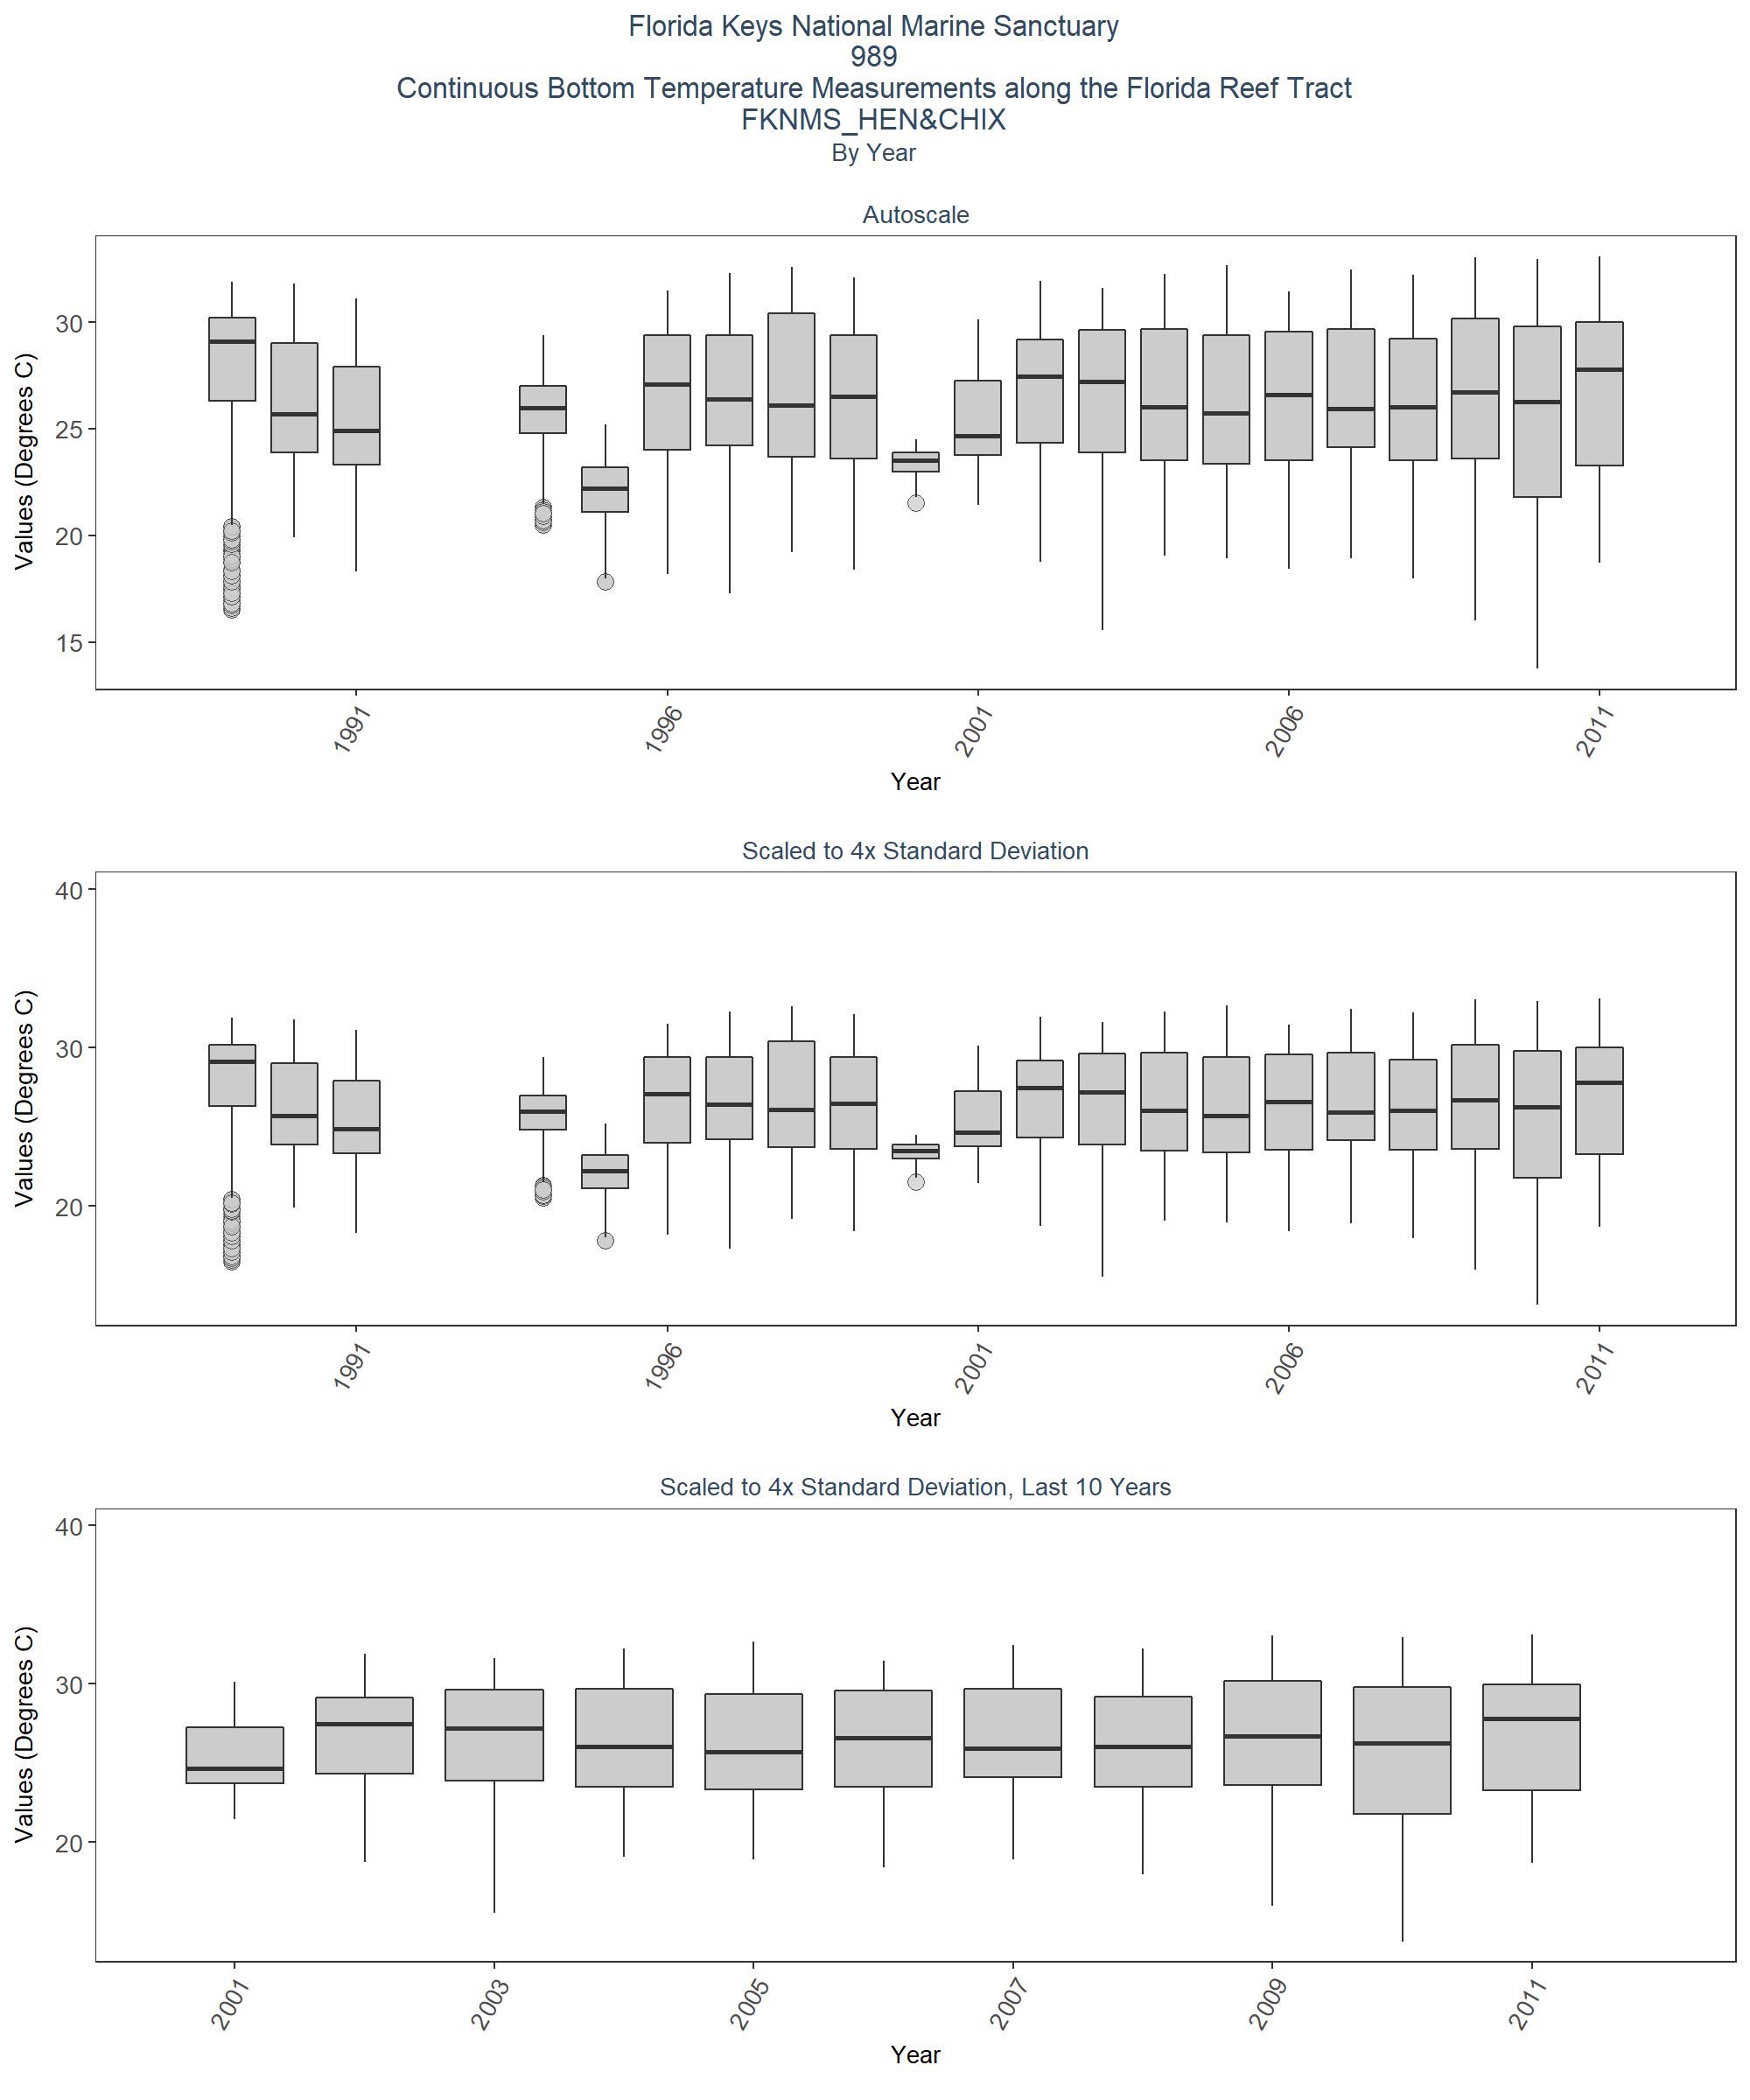 Florida Keys National Marine Sanctuary
989
Continuous Bottom Temperature Measurements along the Florida Reef Tract
FKNMS_HEN&CHIX
By Year
Autoscale
Values (Degrees C)
30
25
20
15
1991 1996 2001 2006 2011
Year
Scaled to 4x Standard Deviation
Values (Degrees C)
40
30
20
1991 1996 2001 2006 2011
Year
Scaled to 4x Standard Deviation, Last 10 Years
Values (Degrees C)
40
30
20
2001 2003 2005 2007 2009 2011
Year